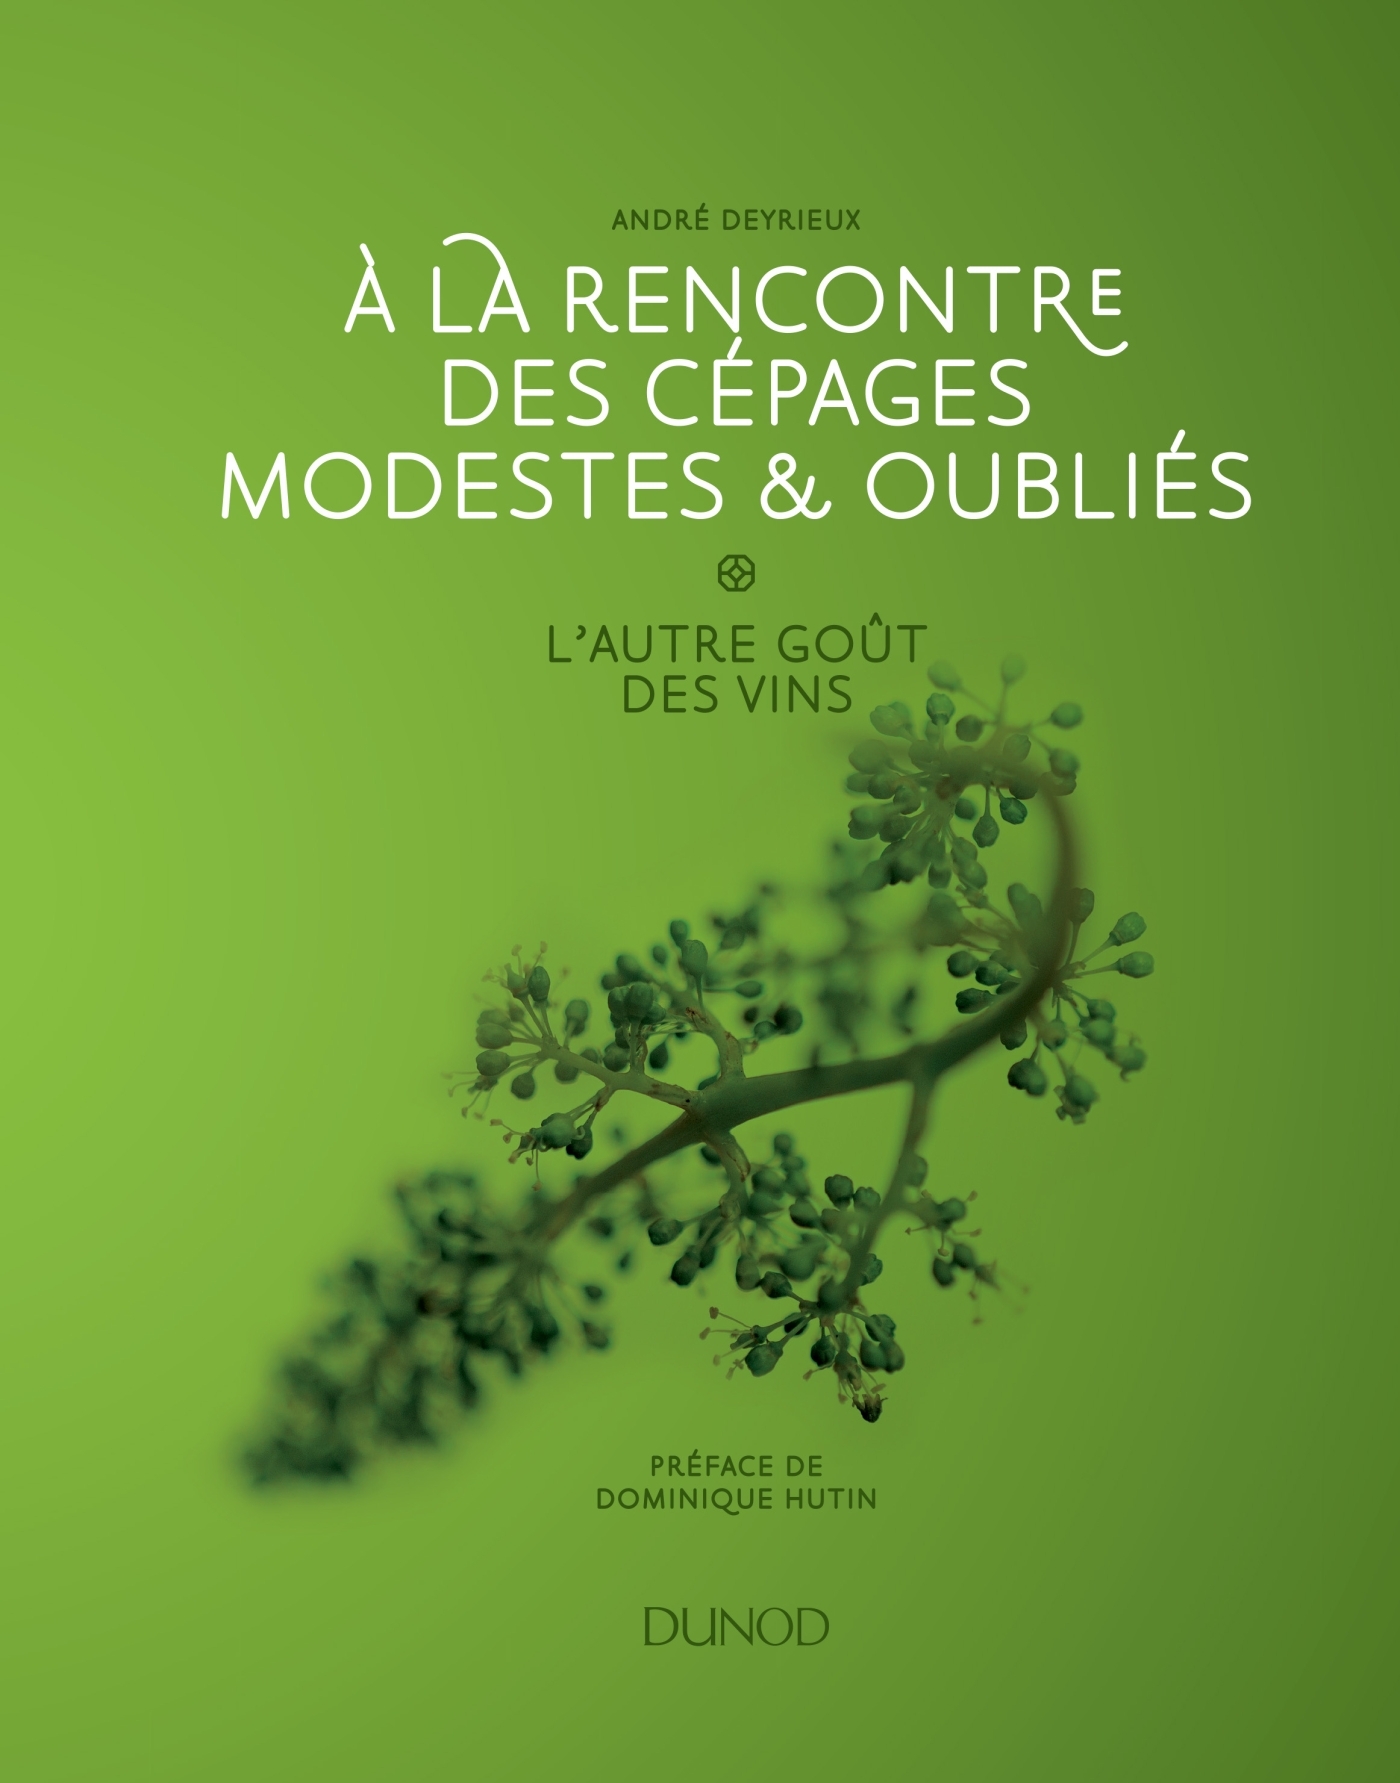 ANDRÉ DEYRIEUX
À LA RENCONTRE
DES CÉPAGES
MODESTES & OUBLIÉS
L’AUTRE GOÛT
DES VINS
PRÉFACE DE
DOMINIQUE HUTIN
DUNOD